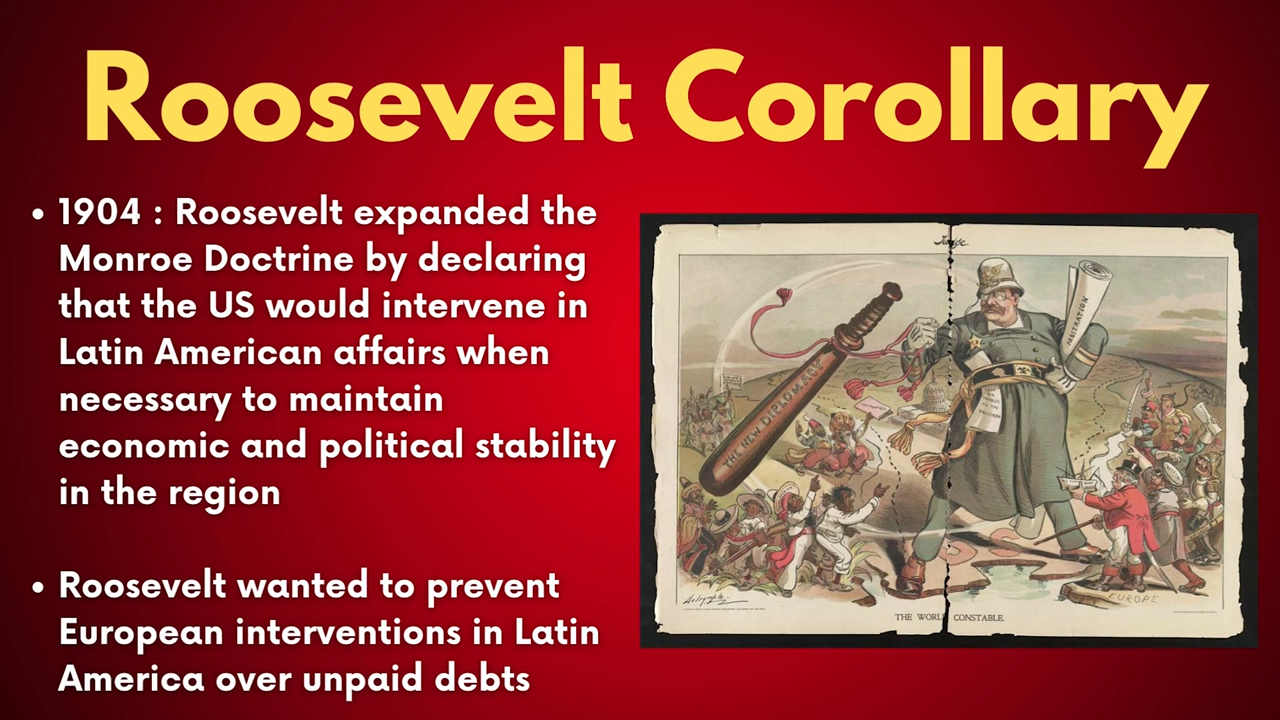 Roosevelt Corollary
• 1904 : Roosevelt expanded the
Monroe Doctrine by declaring
that the US would intervene in
Latin American affairs when
necessary to maintain
economic and political stability
in the region
• Roosevelt wanted to prevent
European interventions in Latin
America over unpaid debts
Judge
ARBITRATION
THE NEW DIPLOMACY
EUROPE
THE WORLD CONSTABLE.